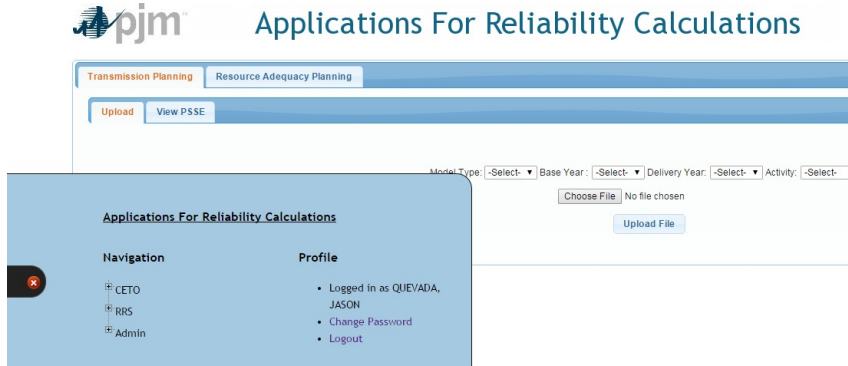 pjm Applications For Reliability Calculations
Transmission Planning Resource Adequacy Planning
Upload View PSSE
Model Type: -Select- Base Year : -Select- Delivery Year: -Select- Activity: -Select-
Choose File No file chosen
Upload File
Applications For Reliability Calculations
Navigation Profile
CETO
RRS
Admin
Logged in as QUEVADA,
JASON
Change Password
Logout